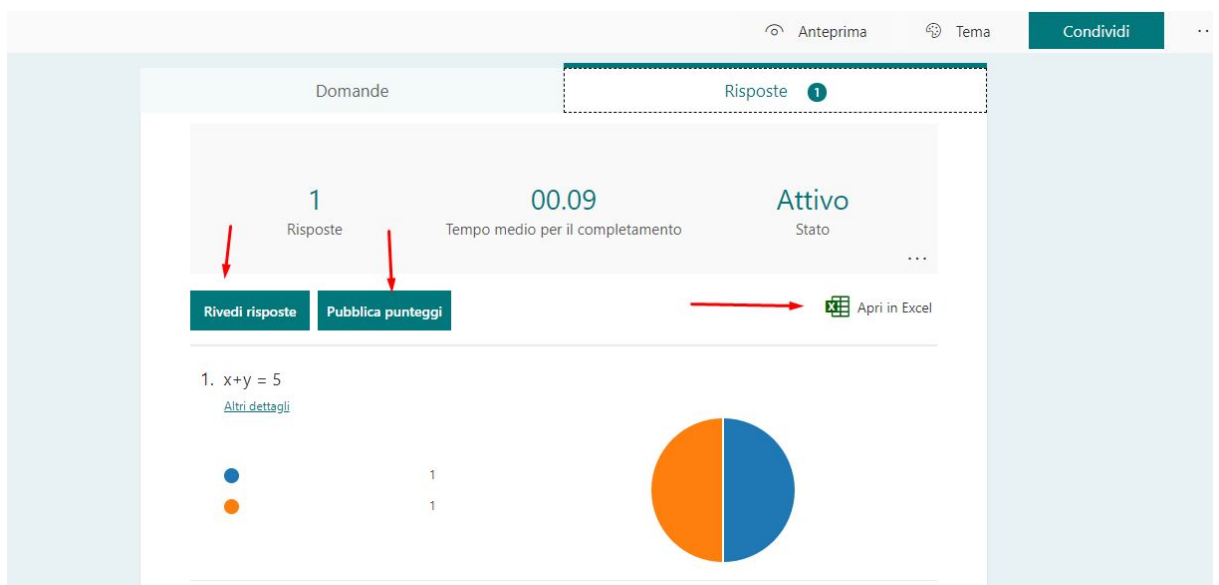 Anteprima
Tema
Condividi
Domande
Risposte 1
1
Risposte
00.09
Tempo medio per il completamento
Attivo
Stato
...
Rivedi risposte
Pubblica punteggi
Apri in Excel
1. x+y = 5
Altri dettagli
1
1